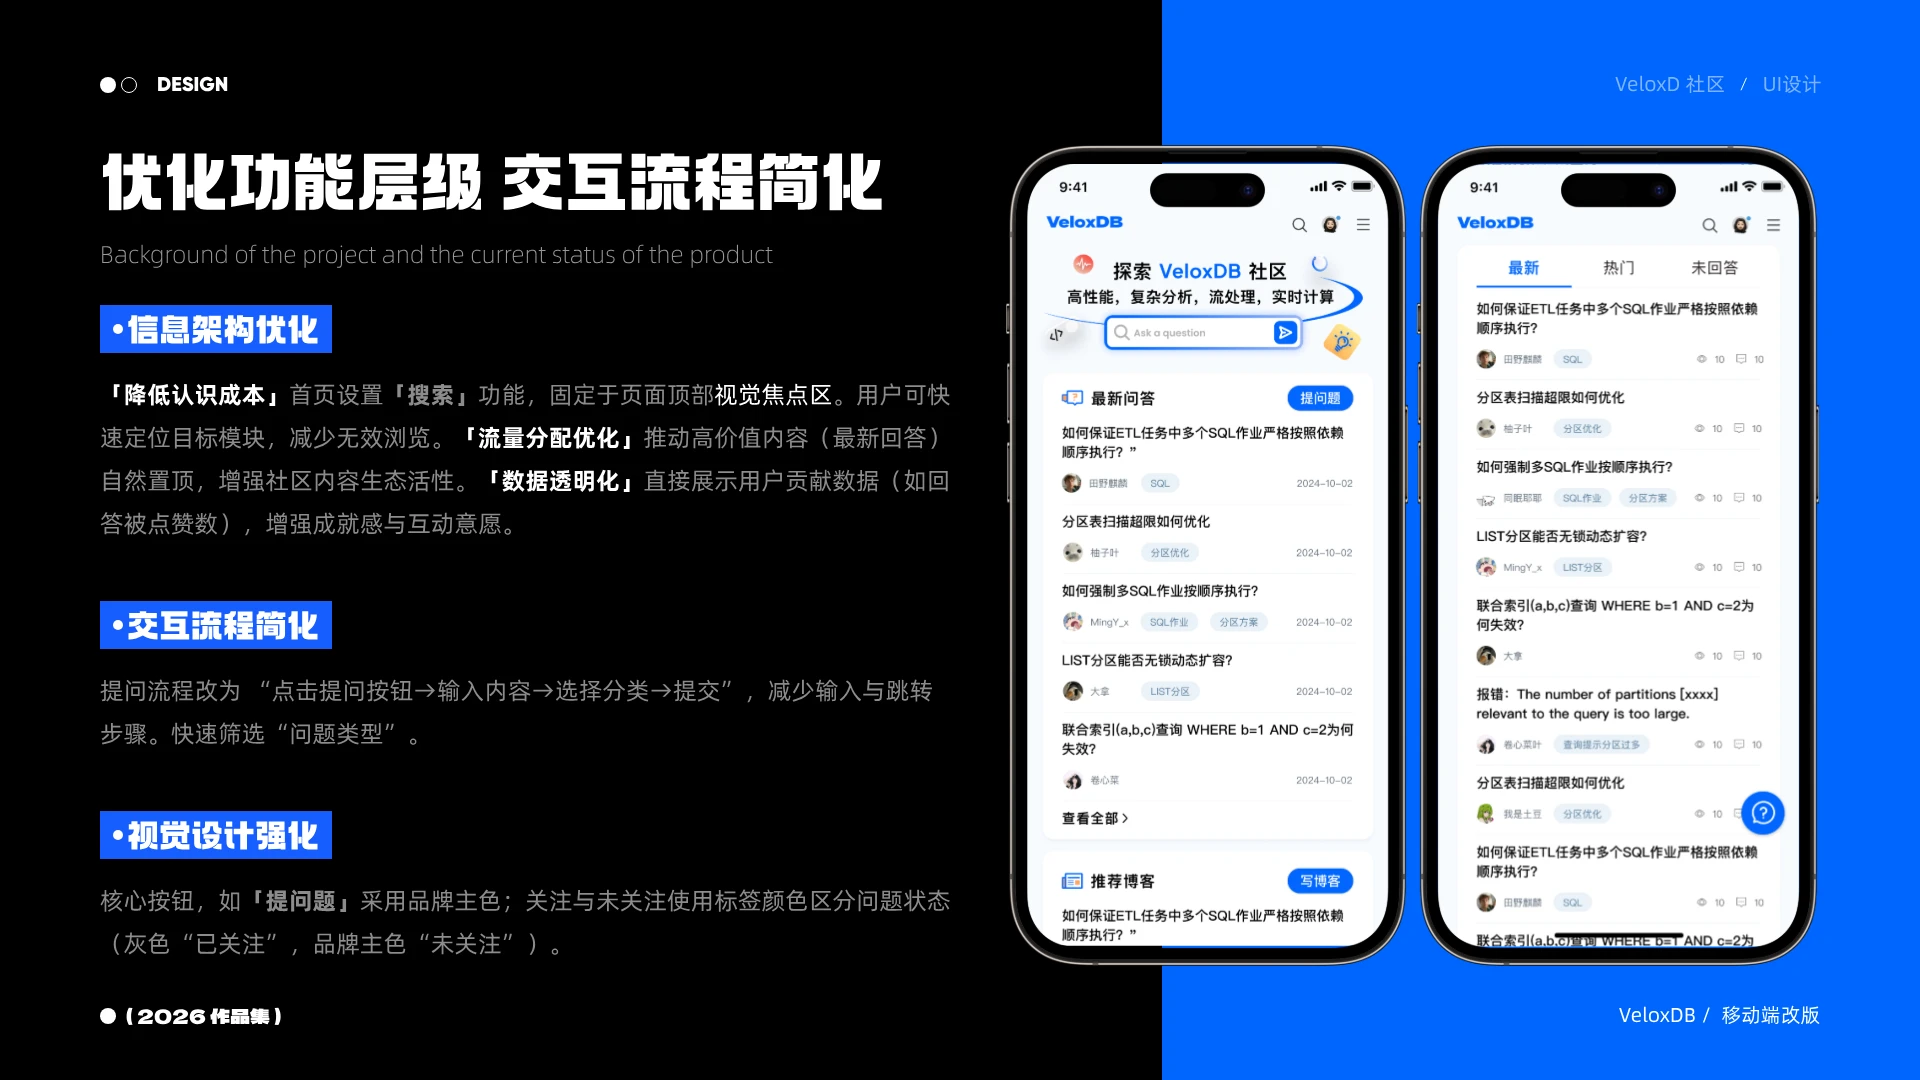 DESIGN
VeloxD 社区 / UI设计
优化功能层级 交互流程简化
Background of the project and the current status of the product
·信息架构优化
「降低认识成本」首页设置「搜索」功能，固定于页面顶部视觉焦点区。用户可快
速定位目标模块，减少无效浏览。「流量分配优化」推动高价值内容（最新回答）
自然置顶，增强社区内容生态活性。「数据透明化」直接展示用户贡献数据（如回
答被点赞数），增强成就感与互动意愿。
·交互流程简化
提问流程改为 “点击提问按钮→输入内容→选择分类→提交” ，减少输入与跳转
步骤。快速筛选“问题类型” 。
·视觉设计强化
核心按钮，如「提问题」采用品牌主色；关注与未关注使用标签颜色区分问题状态
（灰色“已关注” ，品牌主色“未关注” ）。
(2026 作品集)
9:41
VeloxDB
探索 VeloxDB 社区
高性能，复杂分析，流处理，实时计算
Ask a question
最新问答
提问题
如何保证ETL任务中多个SQL作业严格按照依赖
顺序执行？”
田野麒麟 SQL 2024-10-02
分区表扫描超限如何优化
柚子叶 分区优化 2024-10-02
如何强制多SQL作业按顺序执行?
MingY_x SQL作业 分区方案 2024-10-02
LIST分区能否无锁动态扩容?
大拿 LIST分区 2024-10-02
联合索引(a,b,c)查询 WHERE b=1 AND c=2为何
失效?
卷心菜 2024-10-02
查看全部
推荐博客
写博客
如何保证ETL任务中多个SQL作业严格按照依赖
顺序执行？”
9:41
VeloxDB
最新 热门 未回答
如何保证ETL任务中多个SQL作业严格按照依赖
顺序执行?
田野麒麟 SQL 10 10
分区表扫描超限如何优化
柚子叶 分区优化 10 10
如何强制多SQL作业按顺序执行?
同眠耶耶 SQL作业 分区方案 10 10
LIST分区能否无锁动态扩容?
MingY_x LIST分区 10 10
联合索引(a,b,c)查询 WHERE b=1 AND c=2为
何失效?
大拿 10 10
报错：The number of partitions [xxxx]
relevant to the query is too large.
卷心菜叶 查询提示分区过多 10 10
分区表扫描超限如何优化
我是土豆 分区优化 10
如何保证ETL任务中多个SQL作业严格按照依赖
顺序执行?
田野麒麟 SQL 10 10
联合索引(a,b,c)查询 WHERE b=1 AND c=2为
VeloxDB / 移动端改版